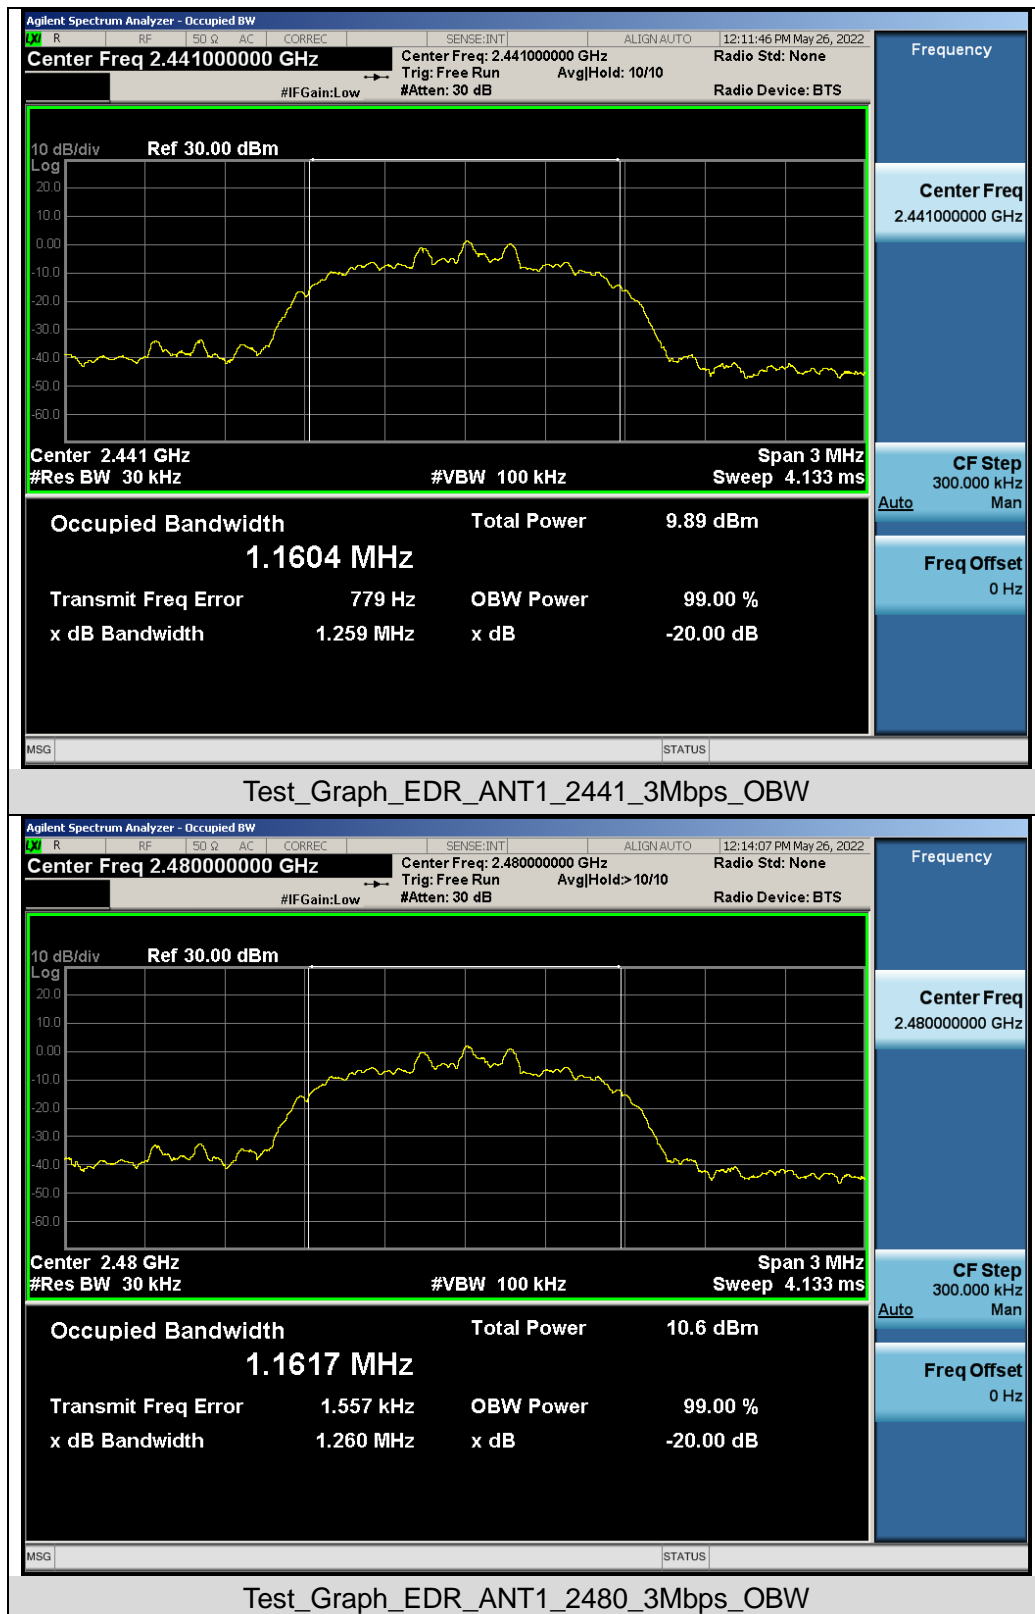 Agilent Spectrum Analyzer - Occupied BW
LXI R RF 50 Ω AC CORREC SENSE:INT ALIGN AUTO 12:11:46 PM May 26, 2022
Center Freq 2.441000000 GHz
Center Freq: 2.441000000 GHz Radio Std: None
Trig: Free Run Avg|Hold: 10/10
#IFGain:Low #Atten: 30 dB Radio Device: BTS
Frequency
10 dB/div Ref 30.00 dBm
Log
20.0
10.0
0.00
-10.0
-20.0
-30.0
-40.0
-50.0
-60.0
Center 2.441 GHz Span 3 MHz
#Res BW 30 kHz #VBW 100 kHz Sweep 4.133 ms
Center Freq
2.441000000 GHz
CF Step
300.000 kHz
Auto Man
Freq Offset
0 Hz
Occupied Bandwidth Total Power 9.89 dBm
1.1604 MHz
Transmit Freq Error 779 Hz OBW Power 99.00 %
x dB Bandwidth 1.259 MHz x dB -20.00 dB
MSG STATUS
Test_Graph_EDR_ANT1_2441_3Mbps_OBW
Agilent Spectrum Analyzer - Occupied BW
LXI R RF 50 Ω AC CORREC SENSE:INT ALIGN AUTO 12:14:07 PM May 26, 2022
Center Freq 2.480000000 GHz
Center Freq: 2.480000000 GHz Radio Std: None
Trig: Free Run Avg|Hold:>10/10
#IFGain:Low #Atten: 30 dB Radio Device: BTS
Frequency
10 dB/div Ref 30.00 dBm
Log
20.0
10.0
0.00
-10.0
-20.0
-30.0
-40.0
-50.0
-60.0
Center 2.48 GHz Span 3 MHz
#Res BW 30 kHz #VBW 100 kHz Sweep 4.133 ms
Center Freq
2.480000000 GHz
CF Step
300.000 kHz
Auto Man
Freq Offset
0 Hz
Occupied Bandwidth Total Power 10.6 dBm
1.1617 MHz
Transmit Freq Error 1.557 kHz OBW Power 99.00 %
x dB Bandwidth 1.260 MHz x dB -20.00 dB
MSG STATUS
Test_Graph_EDR_ANT1_2480_3Mbps_OBW